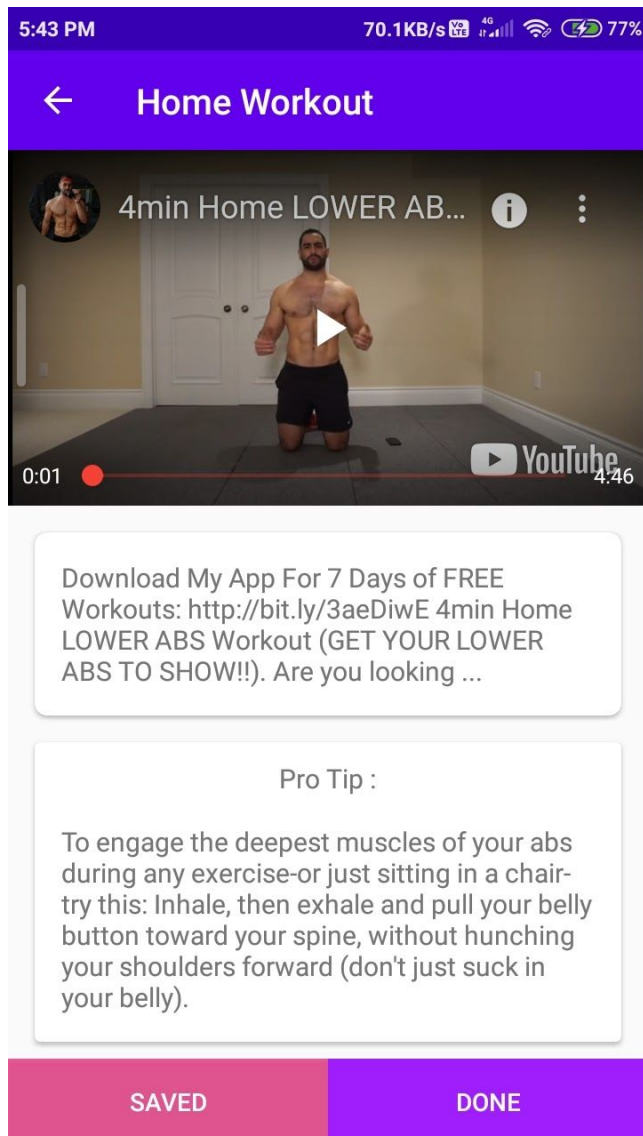 5:43 PM
70.1KB/s Vo LTE 4G 77%
Home Workout
4min Home LOWER AB...
YouTube
0:01
4:46
Download My App For 7 Days of FREE
Workouts: http://bit.ly/3aeDiwE 4min Home
LOWER ABS Workout (GET YOUR LOWER
ABS TO SHOW!!). Are you looking ...
Pro Tip :
To engage the deepest muscles of your abs
during any exercise-or just sitting in a chair-
try this: Inhale, then exhale and pull your belly
button toward your spine, without hunching
your shoulders forward (don't just suck in
your belly).
SAVED
DONE